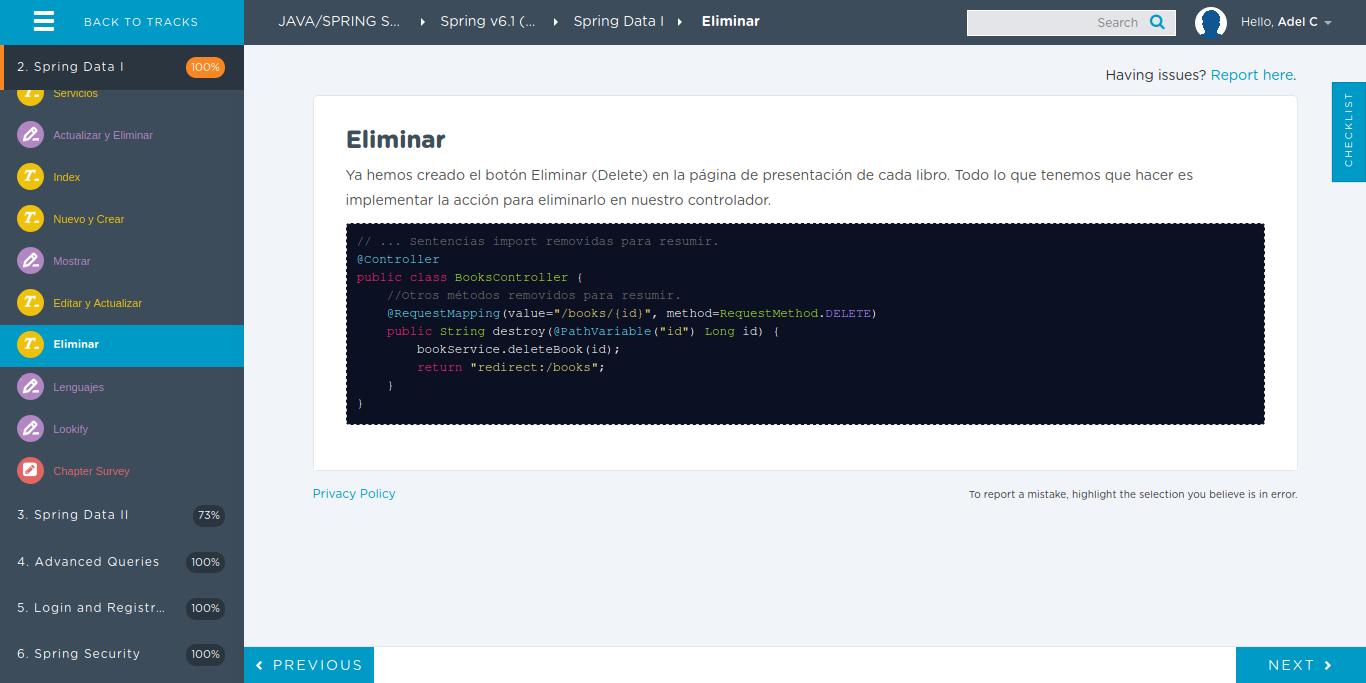 BACK TO TRACKS
JAVA/SPRING S... Spring v6.1 (... Spring Data I Eliminar
Search
Hello, Adel C
2. Spring Data I 100%
Servicios
Actualizar y Eliminar
Index
Nuevo y Crear
Mostrar
Editar y Actualizar
Eliminar
Lenguajes
Lookify
Chapter Survey
3. Spring Data II 73%
4. Advanced Queries 100%
5. Login and Registr... 100%
6. Spring Security 100%
Having issues? Report here.
CHECKLIST
Eliminar
Ya hemos creado el botón Eliminar (Delete) en la página de presentación de cada libro. Todo lo que tenemos que hacer es
implementar la acción para eliminarlo en nuestro controlador.
// ... Sentencias import removidas para resumir.
@Controller
public class BooksController {
    //Otros métodos removidos para resumir.
    @RequestMapping(value="/books/{id}", method=RequestMethod.DELETE)
    public String destroy(@PathVariable("id") Long id) {
        bookService.deleteBook(id);
        return "redirect:/books";
    }
}
Privacy Policy
To report a mistake, highlight the selection you believe is in error.
PREVIOUS
NEXT